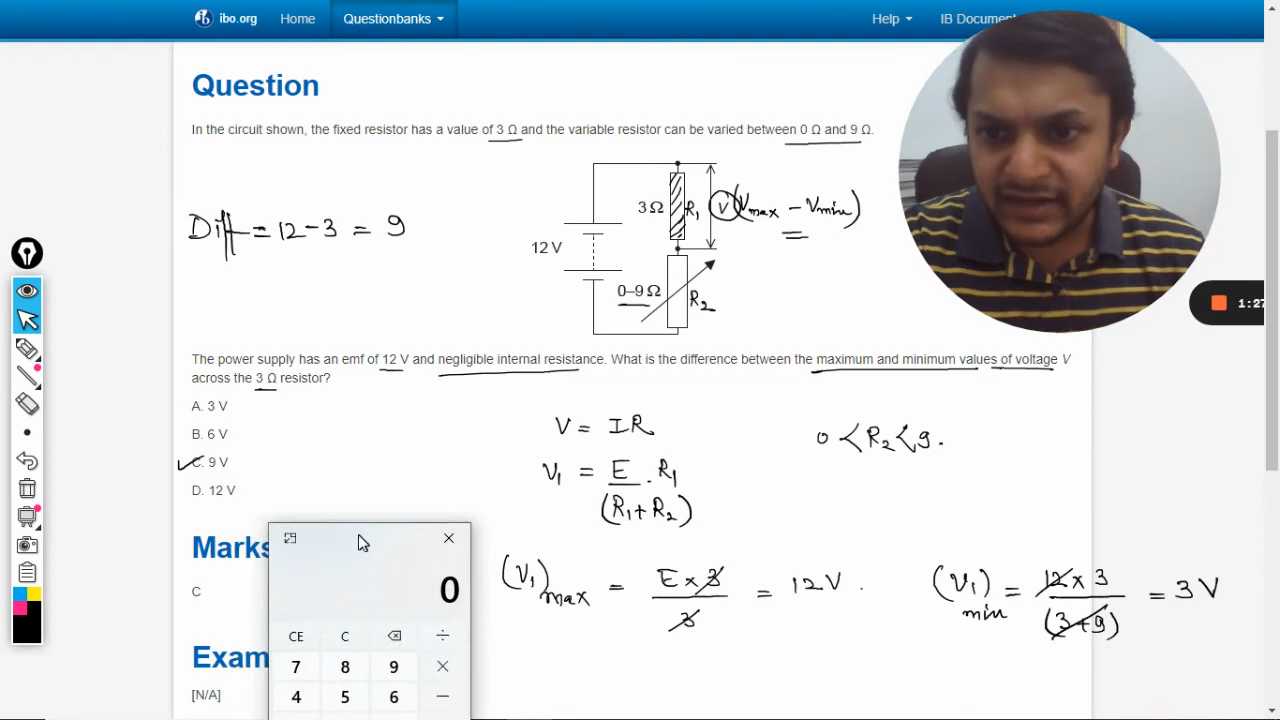 ibo.org Home Questionbanks Help
Question
In the circuit shown, the fixed resistor has a value of 3 Ω and the variable resistor can be varied between 0 Ω and 9 Ω.
3 Ω R₁ V (Vmax − Vmin)
Diff = 12 − 3 = 9
12 V
0–9 Ω R₂
The power supply has an emf of 12 V and negligible internal resistance. What is the difference between the maximum and minimum values of voltage V
across the 3 Ω resistor?
A. 3 V
B. 6 V
C. 9 V
D. 12 V
V = IR
0 < R₂ < 9.
V₁ = E/(R₁ + R₂) . R₁
(V₁)max = E × 3 / 3 = 12V .
(V₁)min = 12 × 3 / (3 + 9) = 3 V
Marks
C
Exam
[N/A]
0
CE C ÷
7 8 9 ×
4 5 6 −
1:27